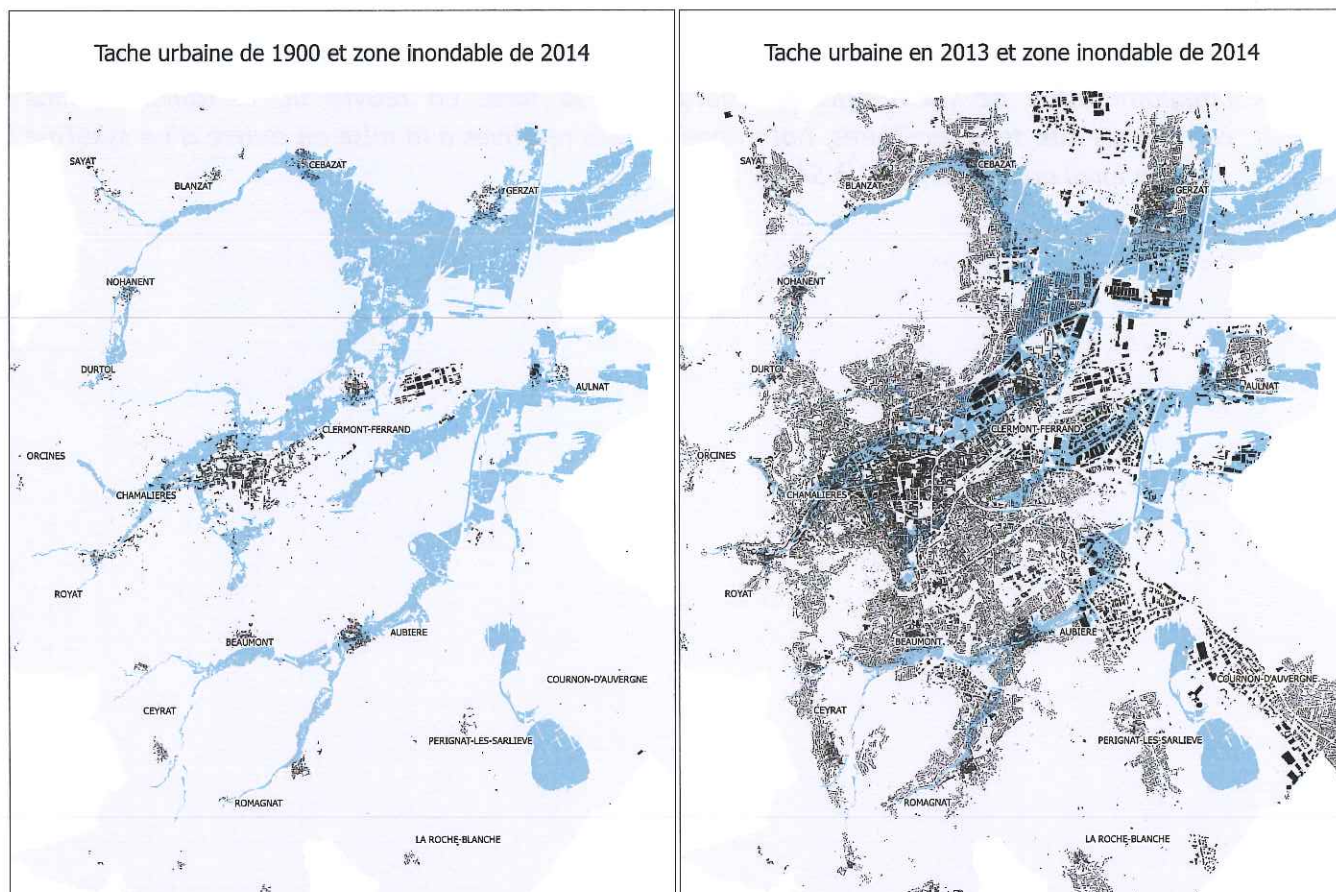 Tache urbaine de 1900 et zone inondable de 2014
SAYAT
CEBAZAT
BLANZAT
GERZAT
NOHANENT
DURTOL
AULNAT
CLERMONT-FERRAND
ORCINES
CHAMALIERES
ROYAT
BEAUMONT
AUBIERE
COURNON-D'AUVERGNE
CEYRAT
PERIGNAT-LES-SARLIEVE
ROMAGNAT
LA ROCHE-BLANCHE
Tache urbaine en 2013 et zone inondable de 2014
SAYAT
CEBAZAT
BLANZAT
GERZAT
NOHANENT
DURTOL
AULNAT
CLERMONT-FERRAND
ORCINES
CHAMALIERES
ROYAT
BEAUMONT
AUBIERE
COURNON-D'AUVERGNE
CEYRAT
PERIGNAT-LES-SARLIEVE
ROMAGNAT
LA ROCHE-BLANCHE